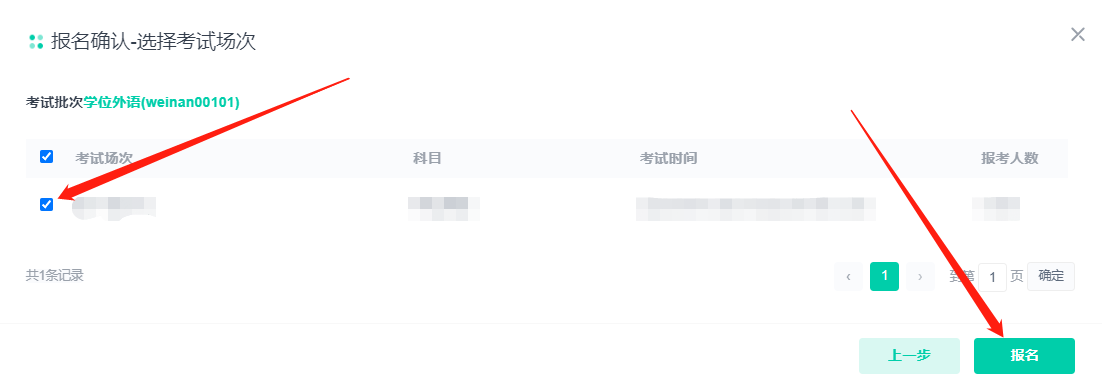 报名确认-选择考试场次
考试批次学位外语(weinan00101)
考试场次 科目 考试时间 报考人数
共1条记录 ‹ 1 › 到第 1 页 确定
上一步 报名